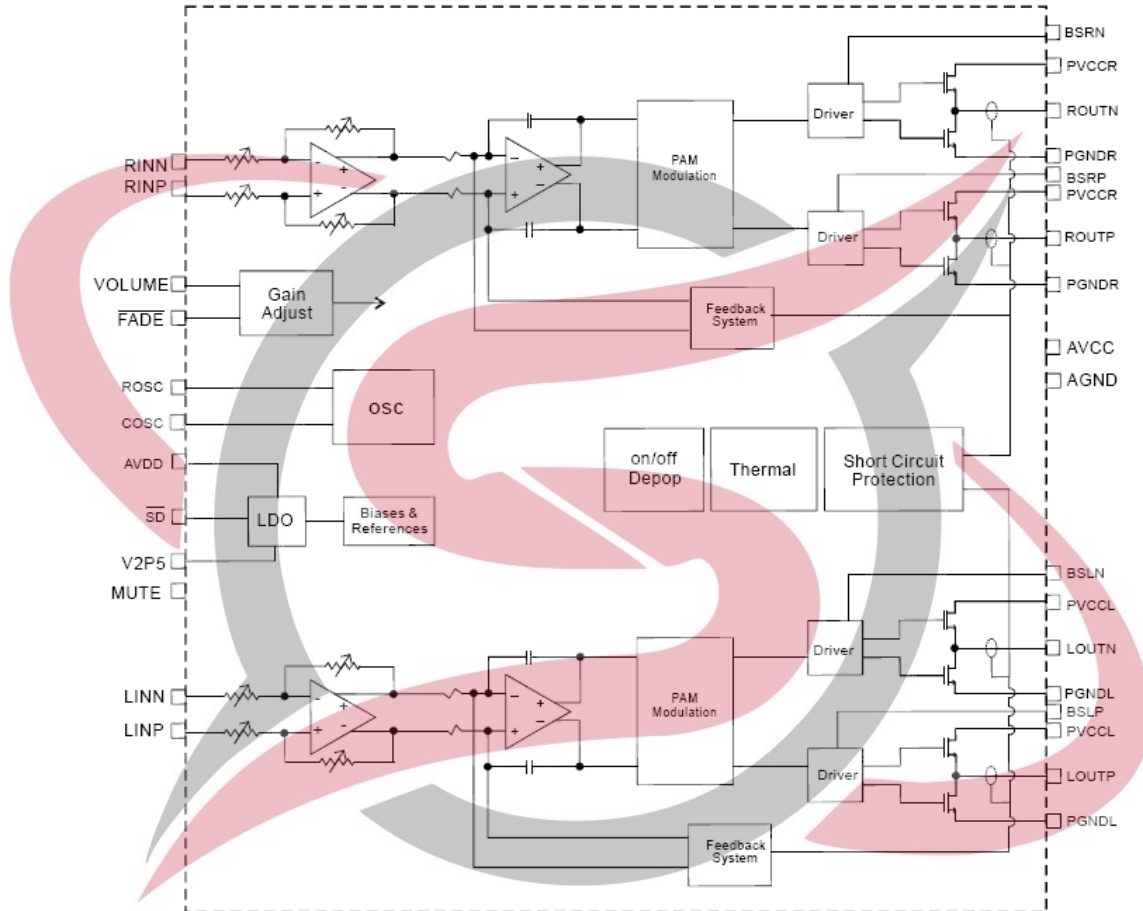 BSRN
PVCCR
Driver
ROUTN
PAM
Modulation
RINN
RINP
PGNDR
BSRP
PVCCR
Driver
ROUTP
VOLUME
FADE
Gain
Adjust
PGNDR
Feedback
System
AVCC
AGND
ROSC
COSC
OSC
AVDD
SD
V2P5
MUTE
LDO
Biases &
References
on/off
Depop
Thermal
Short Circuit
Protection
BSLN
PVCCL
Driver
LOUTN
PAM
Modulation
LINN
LINP
PGNDL
BSLP
PVCCL
Driver
LOUTP
PGNDL
Feedback
System